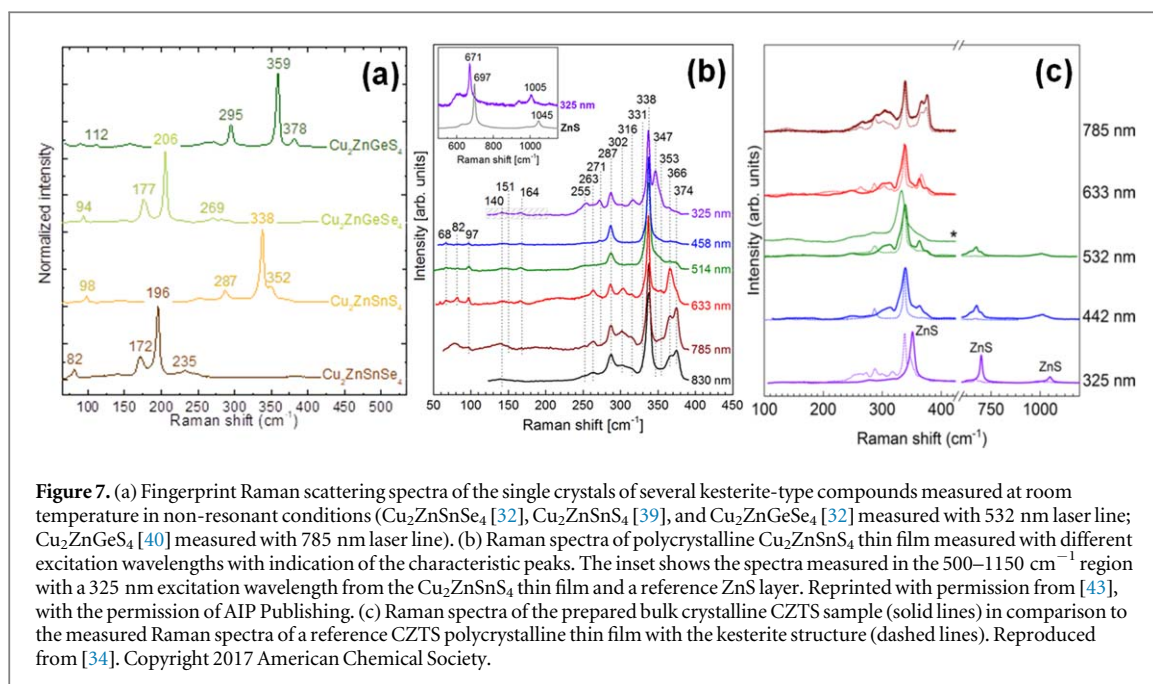 (a)
359
295
378
112
Cu2ZnGeS4
206
177
94
269
Cu2ZnGeSe4
338
98
287
352
Cu2ZnSnS4
196
172
82
235
Cu2ZnSnSe4
Normalized intensity
100 150 200 250 300 350 400 450 500
Raman shift (cm⁻¹)
(b)
671
697
1005
325 nm
1045
ZnS
600 800 1000
Raman shift [cm⁻¹]
338
331
316
347
302
287
353
271
366
263
374
255
151
164
140
325 nm
68 82 97
458 nm
514 nm
633 nm
785 nm
830 nm
Intensity [arb. units]
50 100 150 200 250 300 350 400 450
Raman shift [cm⁻¹]
(c)
785 nm
633 nm
*
532 nm
442 nm
ZnS
ZnS
ZnS
325 nm
Intensity (arb. units)
100 200 300 400 750 1000
Raman shift (cm⁻¹)
Figure 7. (a) Fingerprint Raman scattering spectra of the single crystals of several kesterite-type compounds measured at room
temperature in non-resonant conditions (Cu2ZnSnSe4 [32], Cu2ZnSnS4 [39], and Cu2ZnGeSe4 [32] measured with 532 nm laser line;
Cu2ZnGeS4 [40] measured with 785 nm laser line). (b) Raman spectra of polycrystalline Cu2ZnSnS4 thin film measured with different
excitation wavelengths with indication of the characteristic peaks. The inset shows the spectra measured in the 500–1150 cm⁻¹ region
with a 325 nm excitation wavelength from the Cu2ZnSnS4 thin film and a reference ZnS layer. Reprinted with permission from [43],
with the permission of AIP Publishing. (c) Raman spectra of the prepared bulk crystalline CZTS sample (solid lines) in comparison to
the measured Raman spectra of a reference CZTS polycrystalline thin film with the kesterite structure (dashed lines). Reproduced
from [34]. Copyright 2017 American Chemical Society.